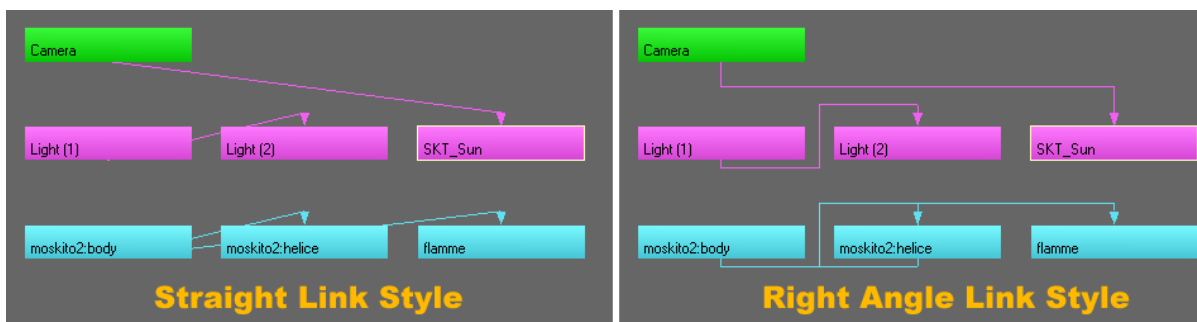 Camera
Light (1)
Light (2)
SKT_Sun
moskito2:body
moskito2:helice
flamme
Straight Link Style
Camera
Light (1)
Light (2)
SKT_Sun
moskito2:body
moskito2:helice
flamme
Right Angle Link Style